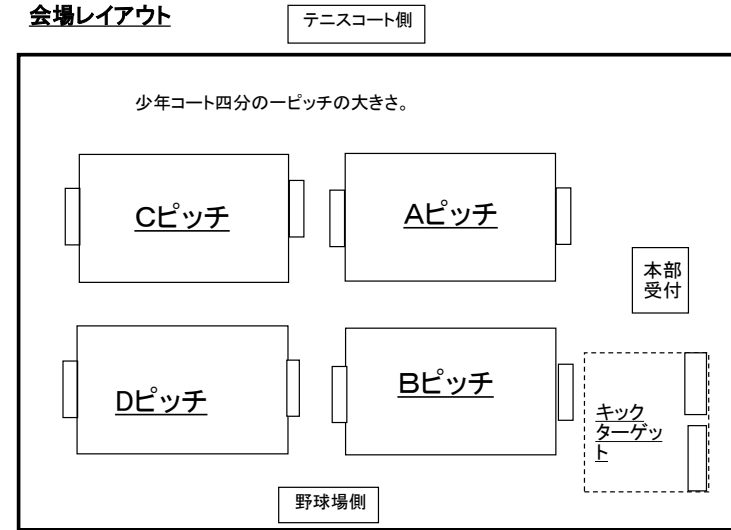 会場レイアウト
テニスコート側
少年コート四分の一ピッチの大きさ。
Cピッチ
Aピッチ
本部
受付
Dピッチ
Bピッチ
キック
ターゲッ
ト
野球場側